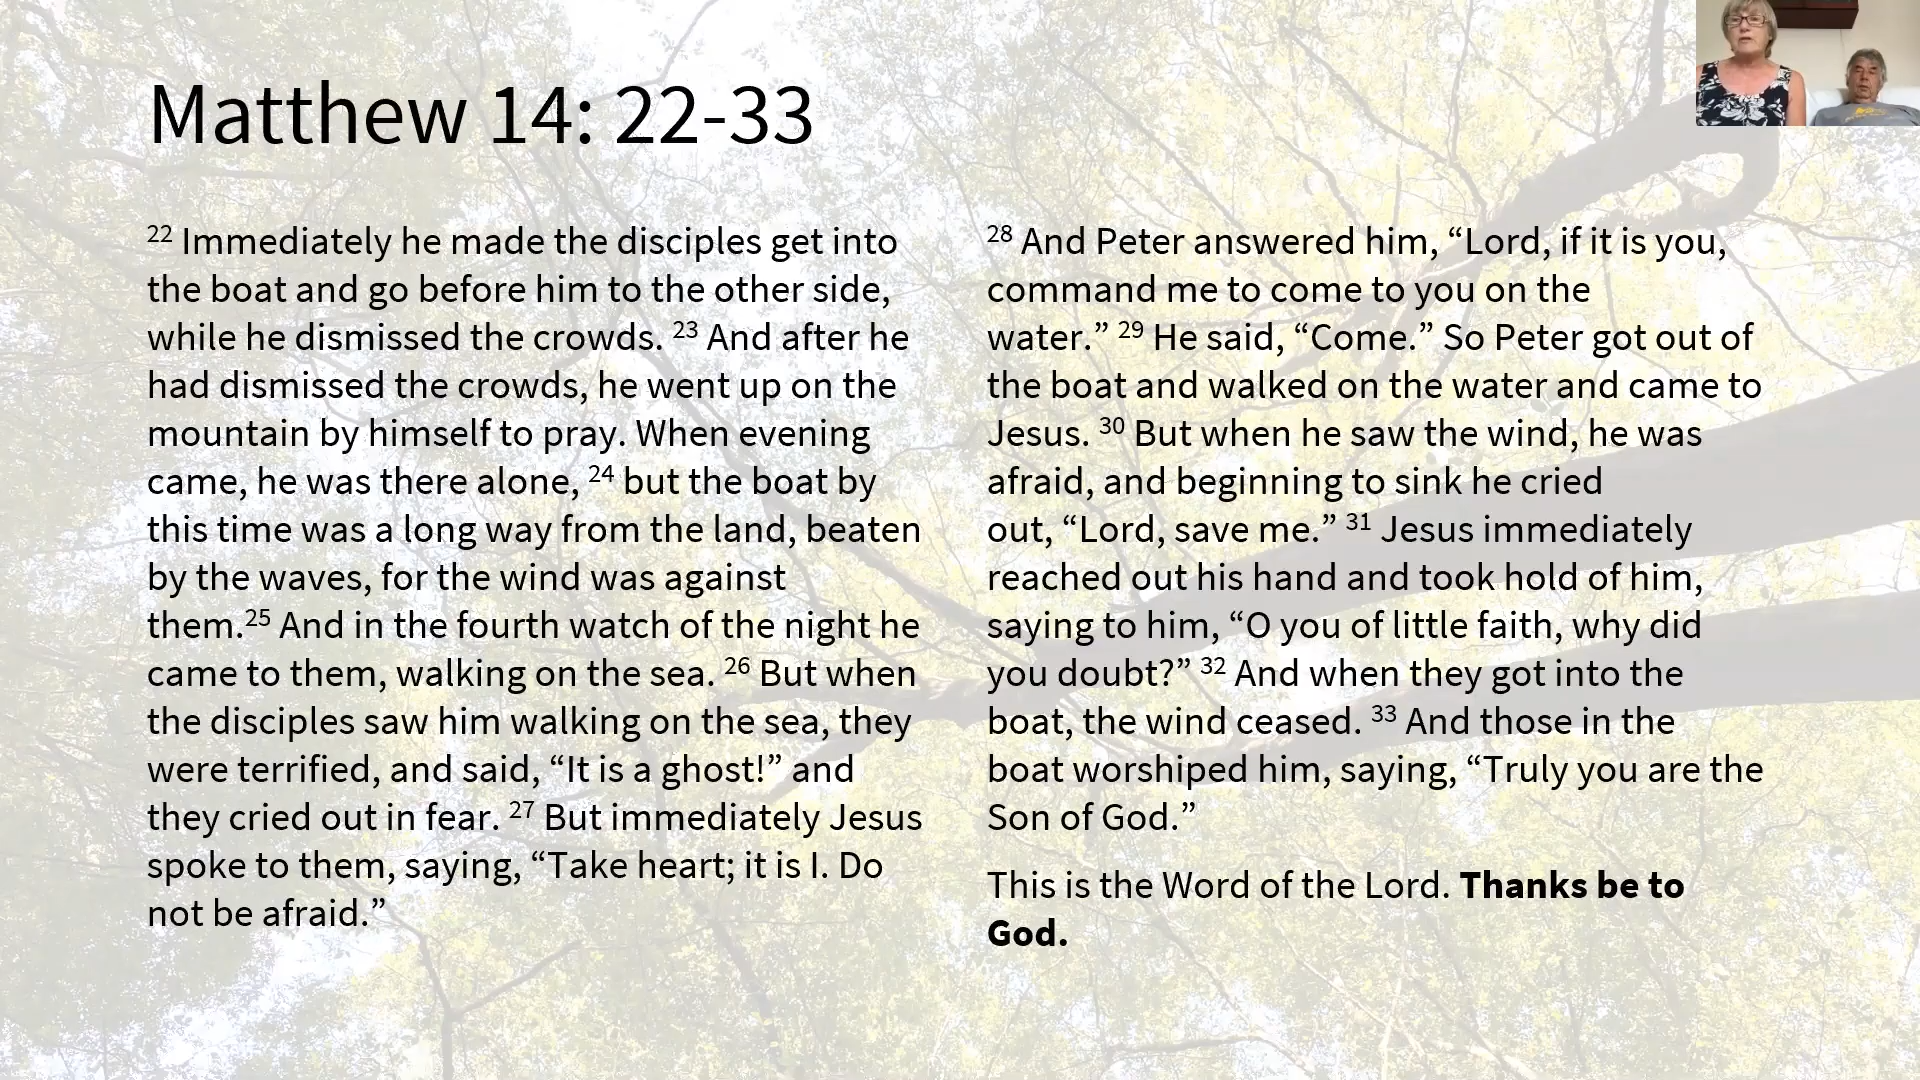 Matthew 14: 22-33
22 Immediately he made the disciples get into
the boat and go before him to the other side,
while he dismissed the crowds. 23 And after he
had dismissed the crowds, he went up on the
mountain by himself to pray. When evening
came, he was there alone, 24 but the boat by
this time was a long way from the land, beaten
by the waves, for the wind was against
them.25 And in the fourth watch of the night he
came to them, walking on the sea. 26 But when
the disciples saw him walking on the sea, they
were terrified, and said, “It is a ghost!” and
they cried out in fear. 27 But immediately Jesus
spoke to them, saying, “Take heart; it is I. Do
not be afraid.”
28 And Peter answered him, “Lord, if it is you,
command me to come to you on the
water.” 29 He said, “Come.” So Peter got out of
the boat and walked on the water and came to
Jesus. 30 But when he saw the wind, he was
afraid, and beginning to sink he cried
out, “Lord, save me.” 31 Jesus immediately
reached out his hand and took hold of him,
saying to him, “O you of little faith, why did
you doubt?” 32 And when they got into the
boat, the wind ceased. 33 And those in the
boat worshiped him, saying, “Truly you are the
Son of God.”
This is the Word of the Lord. Thanks be to
God.